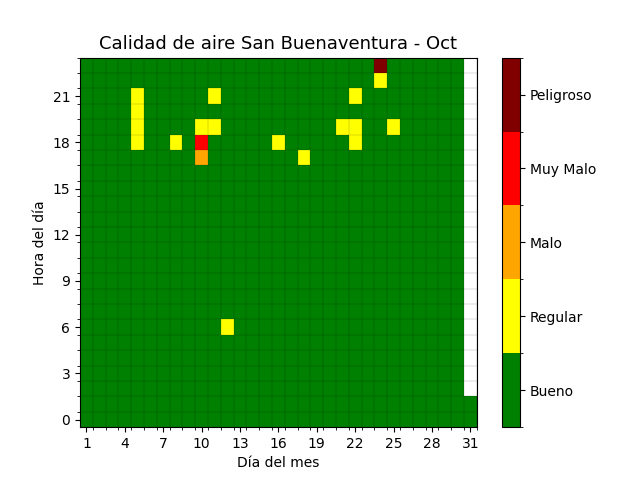 Calidad de aire San Buenaventura - Oct
Hora del día
21
18
15
12
9
6
3
0
1 4 7 10 13 16 19 22 25 28 31
Día del mes
Peligroso
Muy Malo
Malo
Regular
Bueno